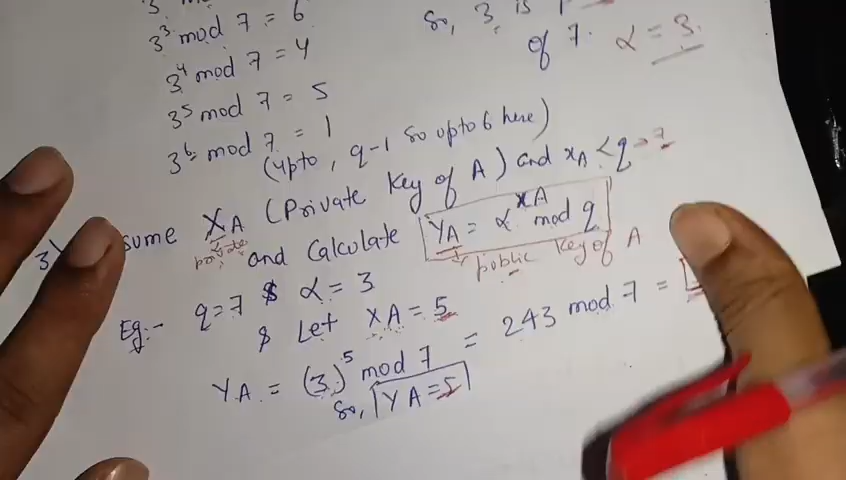 3³ mod 7 = 6
So, 3 is
3⁴ mod 7 = 4
of 7. α = 3.
3⁵ mod 7 = 5
3⁶ mod 7 = 1
(upto, q-1 so upto 6 here)
3) sume XA (Private Key of A) and xA < q → 7
private
and Calculate YA = α^XA mod q
public key of A
Eg:- q=7 $ α = 3
$ Let XA = 5
YA = (3)⁵ mod 7 = 243 mod 7 =
So, YA = 5